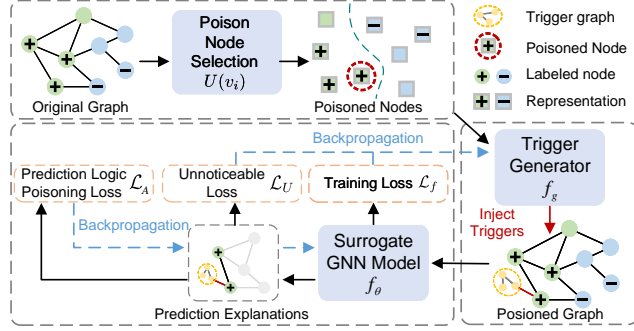 Original Graph
Poison
Node
Selection
U(v_i)
Poisoned Nodes
Trigger graph
Poisoned Node
Labeled node
Representation
Backpropagation
Prediction Logic
Poisoning Loss ℒ_A
Unnoticeable
Loss ℒ_U
Training Loss ℒ_f
Backpropagation
Surrogate
GNN Model
f_θ
Prediction Explanations
Trigger
Generator
f_g
Inject
Triggers
Posioned Graph